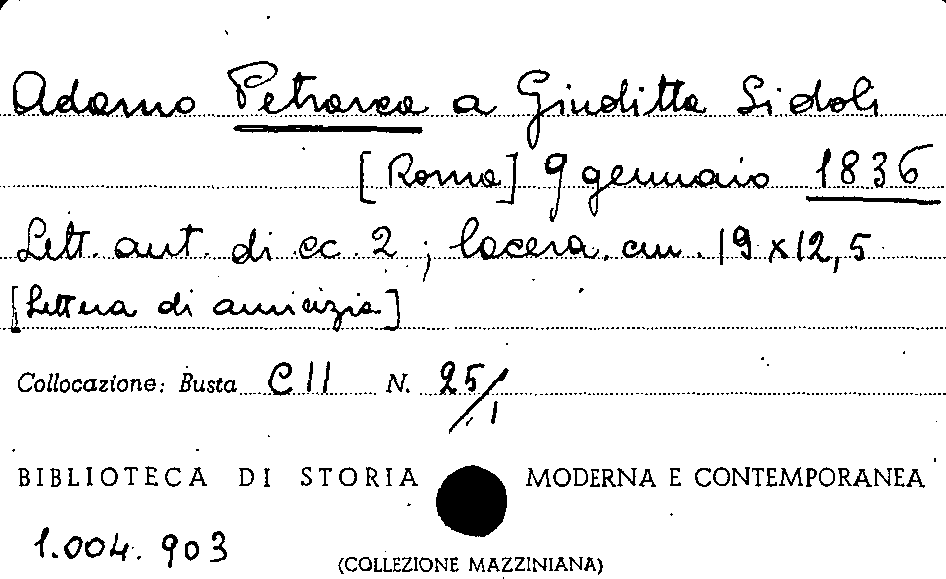 Adamo Petrarca a Giuditta Sidoli
[Roma] 9 gennaio 1836
Lett. aut. di cc. 2; lacera. cm. 19 x 12,5
[Lettera di amicizia]
Collocazione: Busta C II N. 25/1
BIBLIOTECA DI STORIA MODERNA E CONTEMPORANEA
1.004.903
(COLLEZIONE MAZZINIANA)